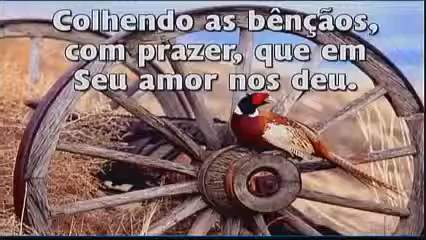 Colhendo as bênçãos,
com prazer, que em
Seu amor nos deu.